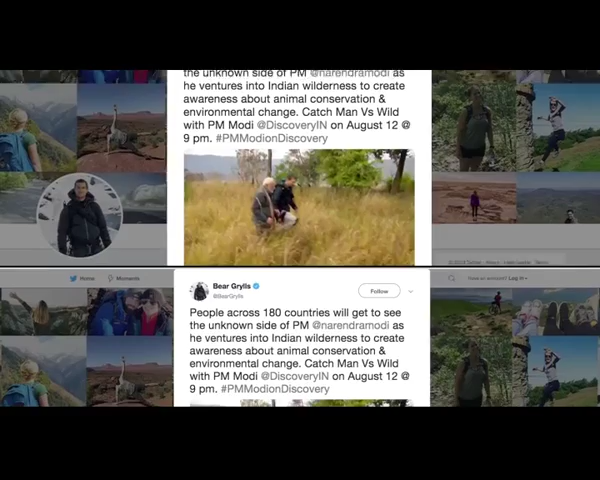 the unknown side of PM @narendramodi as
he ventures into Indian wilderness to create
awareness about animal conservation &
environmental change. Catch Man Vs Wild
with PM Modi @DiscoveryIN on August 12 @
9 pm. #PMModionDiscovery
Home Moments
Bear Grylls
@BearGrylls
Follow
Log in
People across 180 countries will get to see
the unknown side of PM @narendramodi as
he ventures into Indian wilderness to create
awareness about animal conservation &
environmental change. Catch Man Vs Wild
with PM Modi @DiscoveryIN on August 12 @
9 pm. #PMModionDiscovery